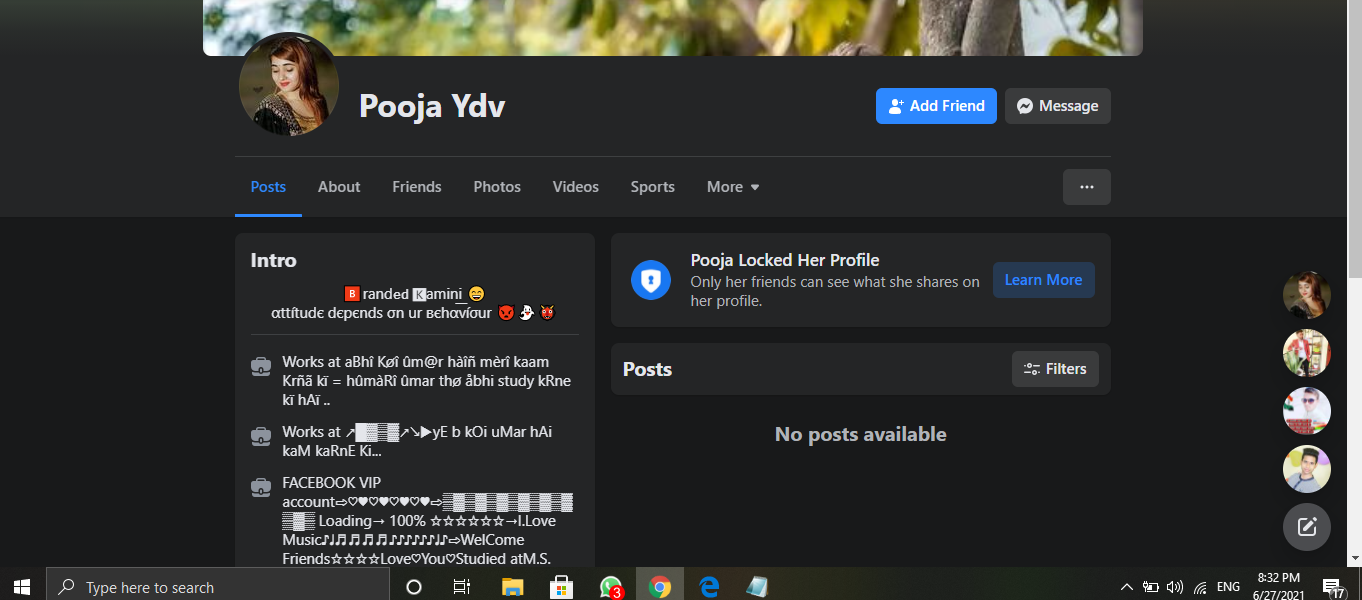 Pooja Ydv
Add Friend
Message
Posts
About
Friends
Photos
Videos
Sports
More
Intro
🅱randed 🅺amini_😄
αttítudє dєpєnds σn ur вєhαvíσur 👿👻👹
Works at aBhî Køî ûm@r hàîñ mèrî kaam
Krñã kï = hûmàRî ûmar thø åbhi study kRne
kï hAï ..
Works at ↗█▓▒▓↗↘▶yE b kOi uMar hAi
kaM kaRnE Ki...
FACEBOOK VIP
account⇨♡♥♡♥♡♥♡♥⇨▒▓▒▓▒▓▒▓▒▓▒▓
▒▓▒ Loading→ 100% ☆☆☆☆☆☆→I.Love
Music♪♩♬♬♬♬♪♪♪♪♪♪♩♪⇨WelCome
Friends☆☆☆☆Love♡You♡Studied atM.S.
Pooja Locked Her Profile
Only her friends can see what she shares on
her profile.
Learn More
Posts
Filters
No posts available
Type here to search
3
ENG
8:32 PM
6/27/2021
17